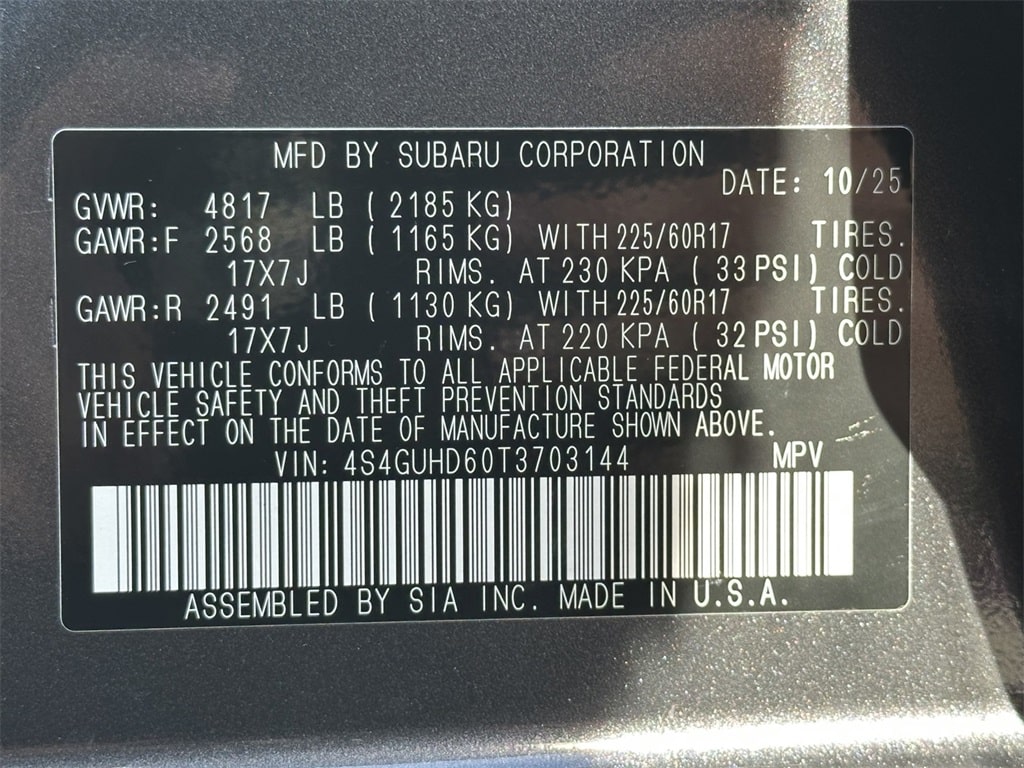 MFD BY SUBARU CORPORATION
DATE: 10/25
GVWR: 4817 LB ( 2185 KG)
GAWR:F 2568 LB ( 1165 KG) WITH 225/60R17 TIRES.
17X7J RIMS. AT 230 KPA ( 33 PSI) COLD
GAWR:R 2491 LB ( 1130 KG) WITH 225/60R17 TIRES.
17X7J RIMS. AT 220 KPA ( 32 PSI) COLD
THIS VEHICLE CONFORMS TO ALL APPLICABLE FEDERAL MOTOR
VEHICLE SAFETY AND THEFT PREVENTION STANDARDS
IN EFFECT ON THE DATE OF MANUFACTURE SHOWN ABOVE.
VIN: 4S4GUHD60T3703144 MPV
ASSEMBLED BY SIA INC. MADE IN U.S.A.